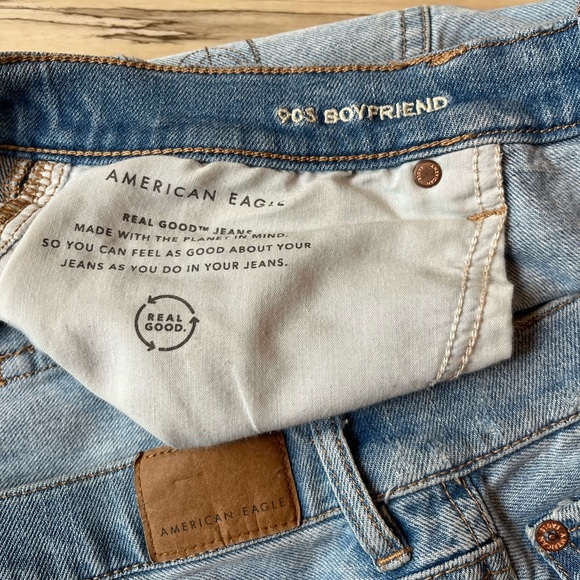 90S BOYFRIEND
AMERICAN EAGLE
REAL GOOD™ JEANS
MADE WITH THE PLANET IN MIND.
SO YOU CAN FEEL AS GOOD ABOUT YOUR
JEANS AS YOU DO IN YOUR JEANS.
REAL
GOOD.
AMERICAN EAGLE